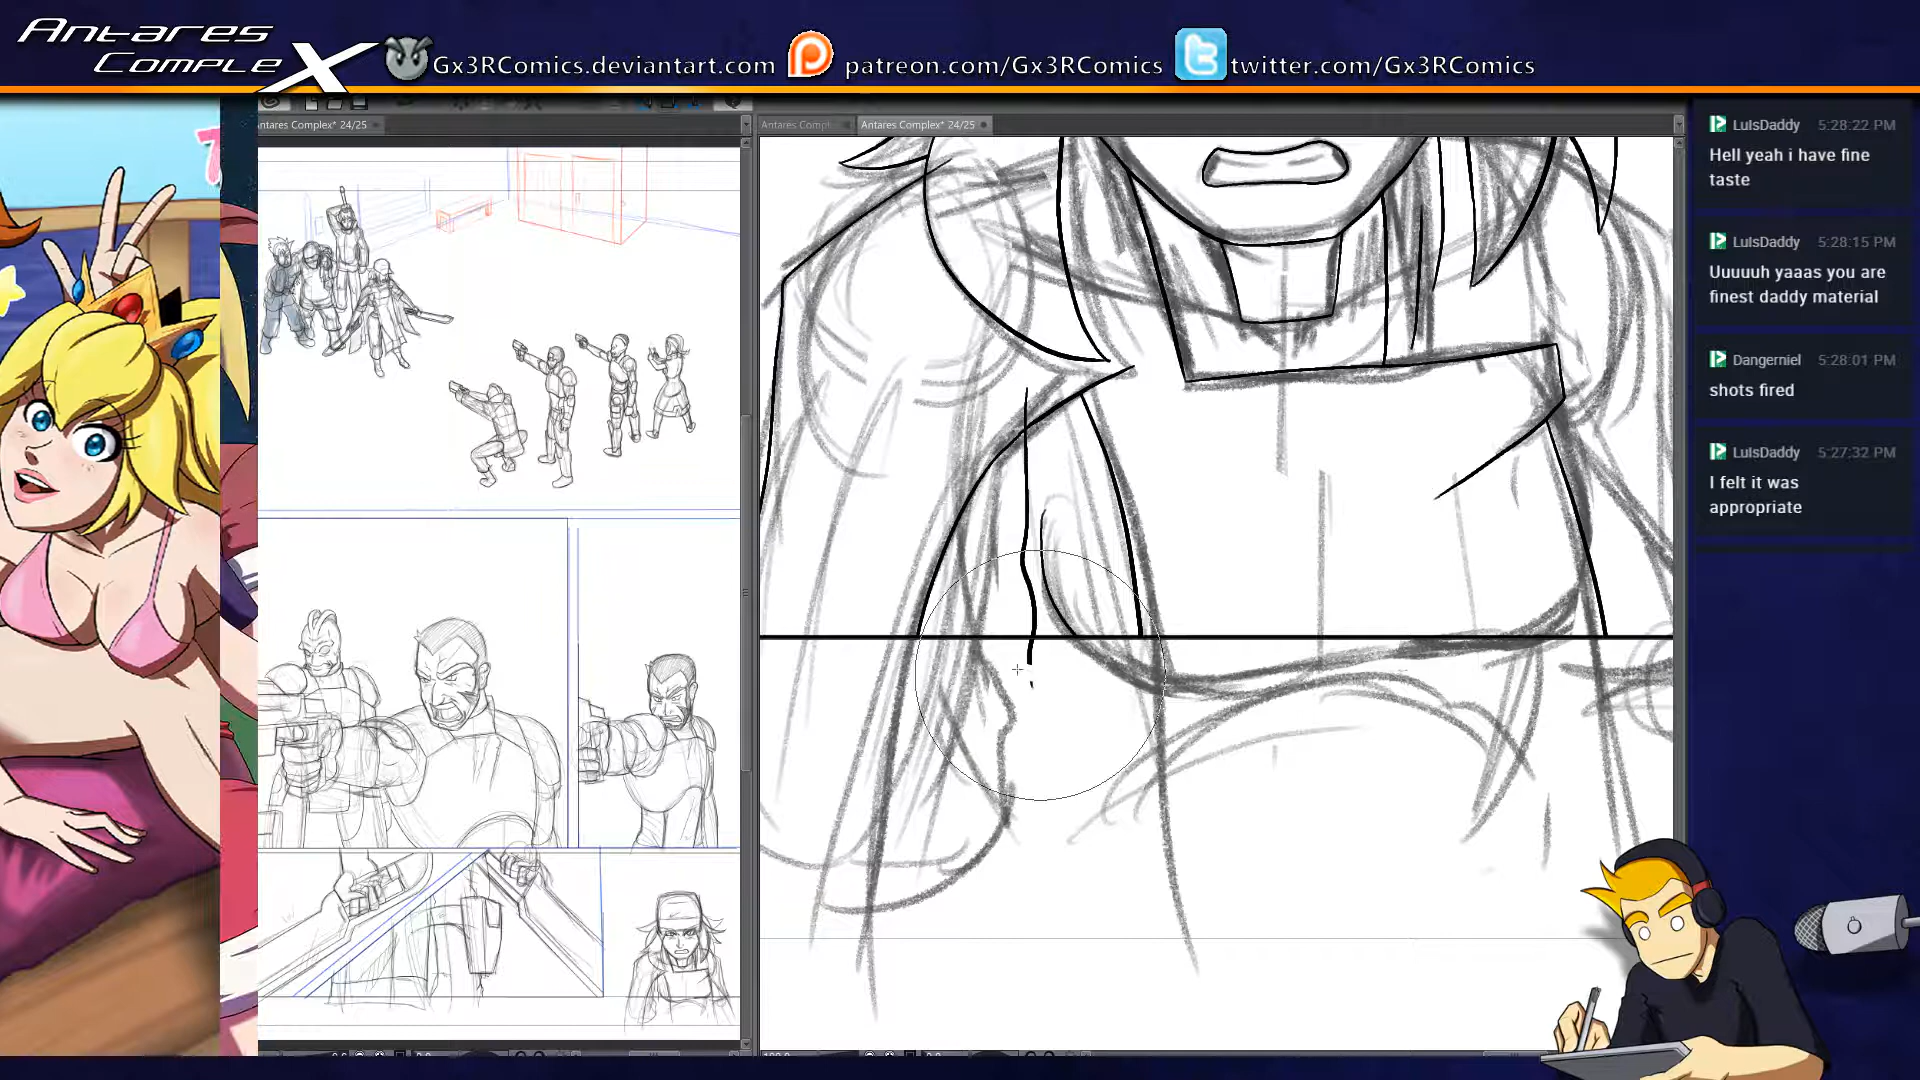 Antares
Complex
Gx3RComics.deviantart.com
patreon.com/Gx3RComics
twitter.com/Gx3RComics
Antares Complex* 24/25
Antares Compl
Antares Complex* 24/25
LuIsDaddy 5:28:22 PM
Hell yeah i have fine
taste
LuIsDaddy 5:28:15 PM
Uuuuuh yaaas you are
finest daddy material
Dangerniel 5:28:01 PM
shots fired
LuIsDaddy 5:27:32 PM
I felt it was
appropriate